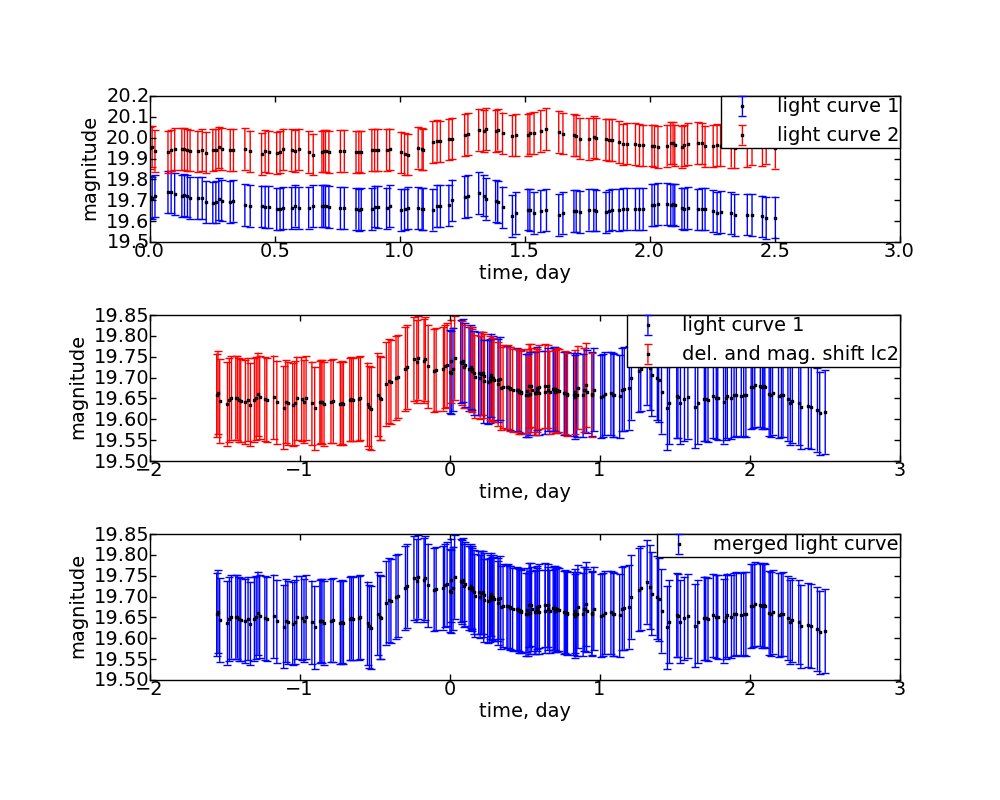 20.2
20.1
20.0
19.9
19.8
19.7
19.6
19.5
magnitude
light curve 1
light curve 2
0.0 0.5 1.0 1.5 2.0 2.5 3.0
time, day
19.85
19.80
19.75
19.70
19.65
19.60
19.55
19.50
magnitude
light curve 1
del. and mag. shift lc2
−2 −1 0 1 2 3
time, day
19.85
19.80
19.75
19.70
19.65
19.60
19.55
19.50
magnitude
merged light curve
−2 −1 0 1 2 3
time, day